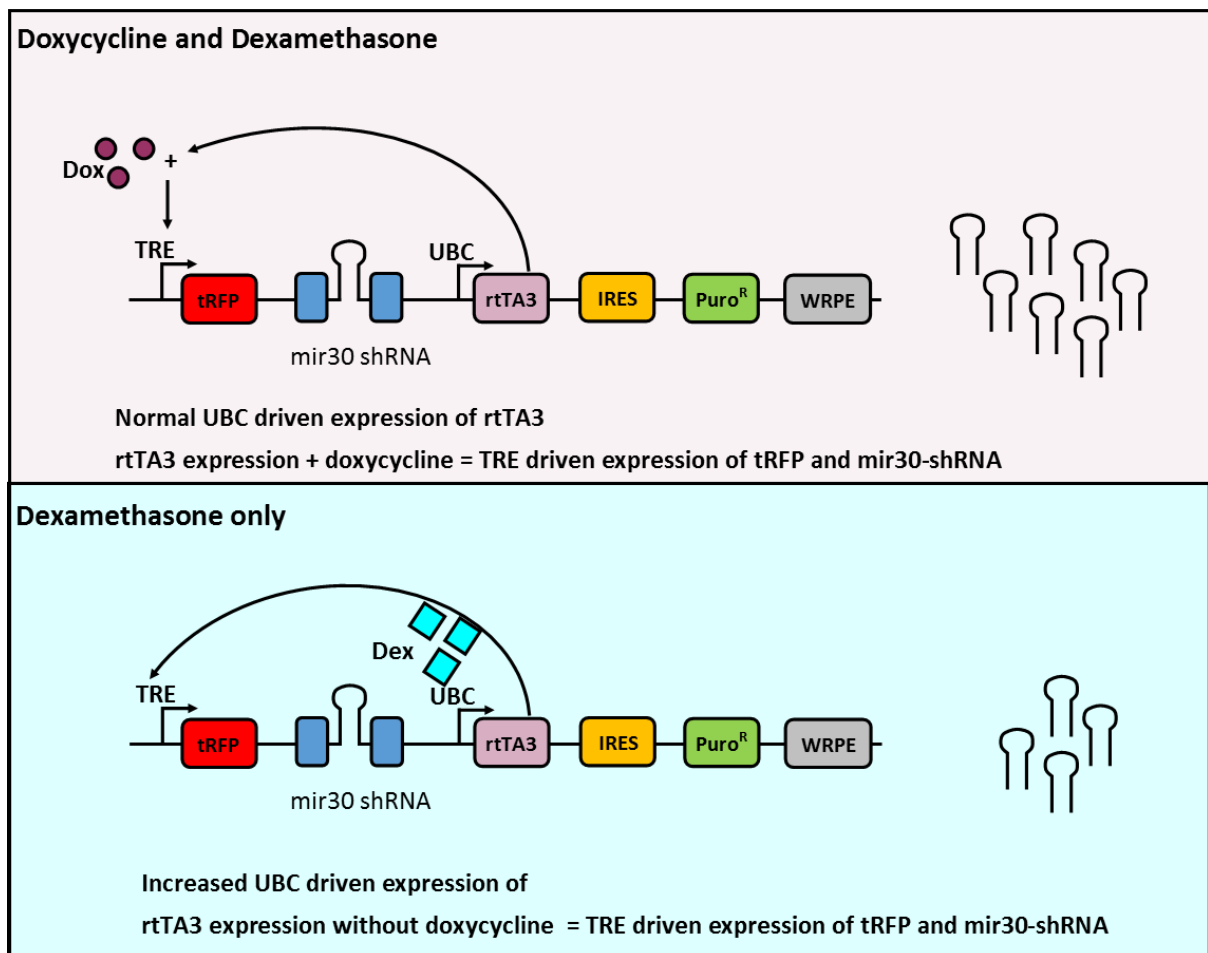 Doxycycline and Dexamethasone
Dox
+
TRE
UBC
tRFP
rtTA3
IRES
Puro^R
WRPE
mir30 shRNA
Normal UBC driven expression of rtTA3
rtTA3 expression + doxycycline = TRE driven expression of tRFP and mir30-shRNA
Dexamethasone only
Dex
TRE
UBC
tRFP
rtTA3
IRES
Puro^R
WRPE
mir30 shRNA
Increased UBC driven expression of
rtTA3 expression without doxycycline = TRE driven expression of tRFP and mir30-shRNA